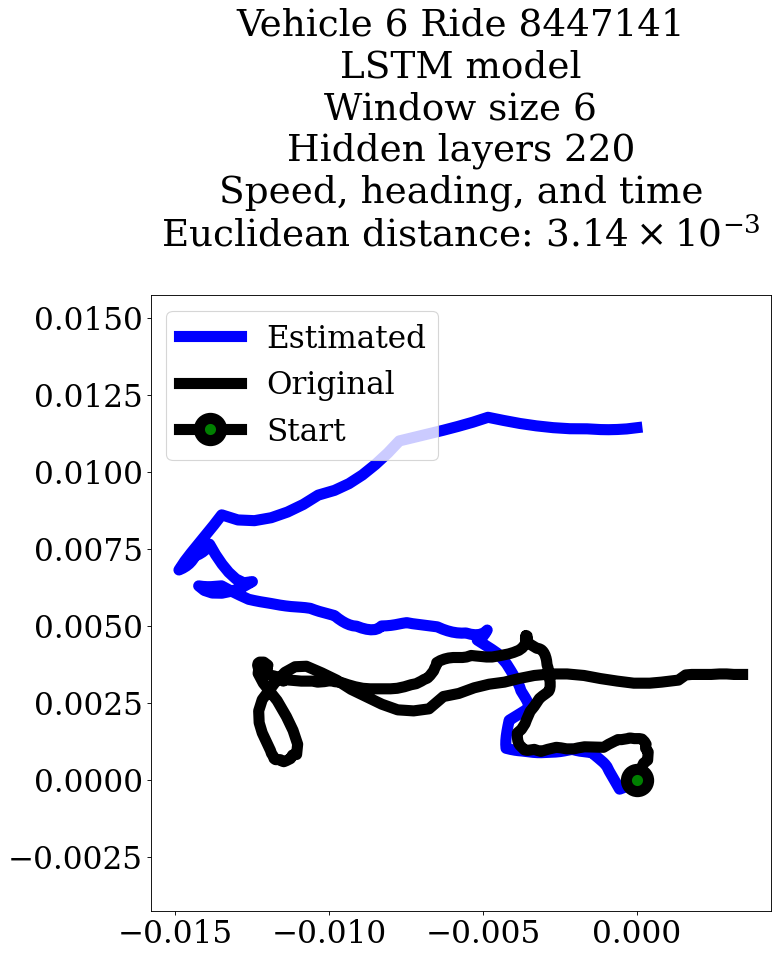 Vehicle 6 Ride 8447141
LSTM model
Window size 6
Hidden layers 220
Speed, heading, and time
Euclidean distance: 3.14 × 10⁻³
0.0150
0.0125
0.0100
0.0075
0.0050
0.0025
0.0000
−0.0025
Estimated
Original
Start
−0.015 −0.010 −0.005 0.000